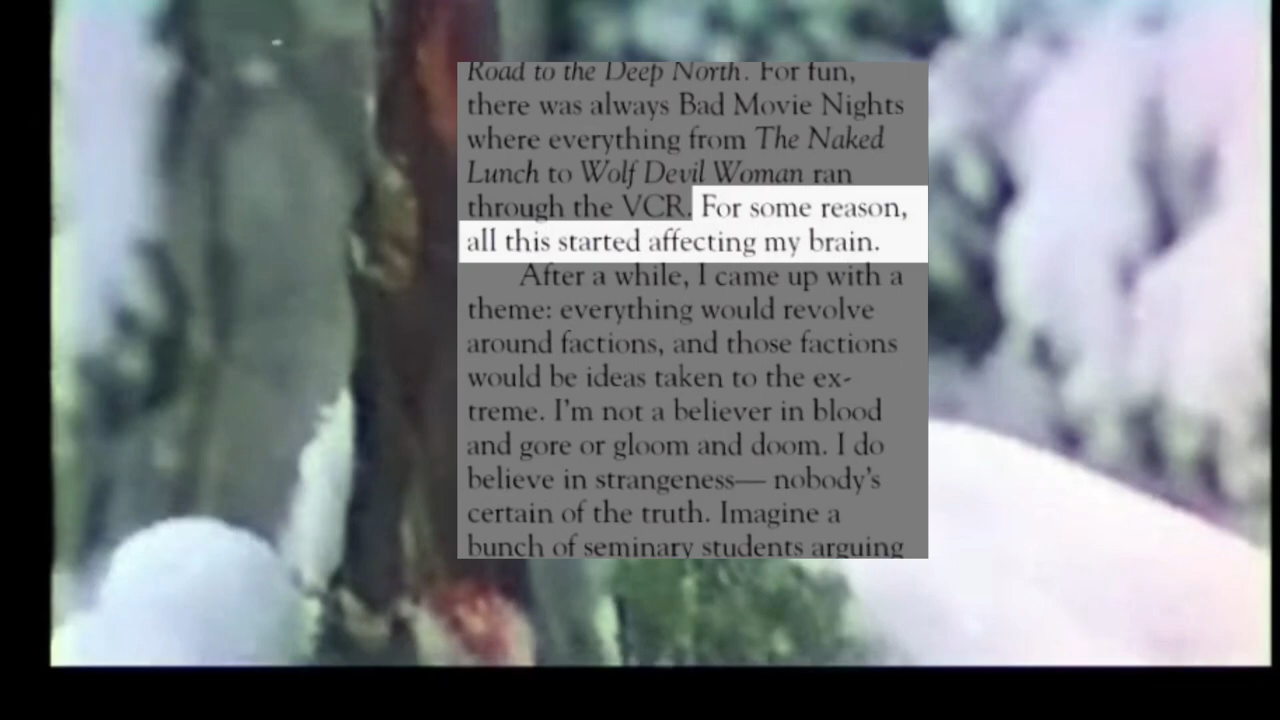 Road to the Deep North. For fun,
there was always Bad Movie Nights
where everything from The Naked
Lunch to Wolf Devil Woman ran
through the VCR. For some reason,
all this started affecting my brain.
After a while, I came up with a
theme: everything would revolve
around factions, and those factions
would be ideas taken to the ex-
treme. I'm not a believer in blood
and gore or gloom and doom. I do
believe in strangeness— nobody's
certain of the truth. Imagine a
bunch of seminary students arguing